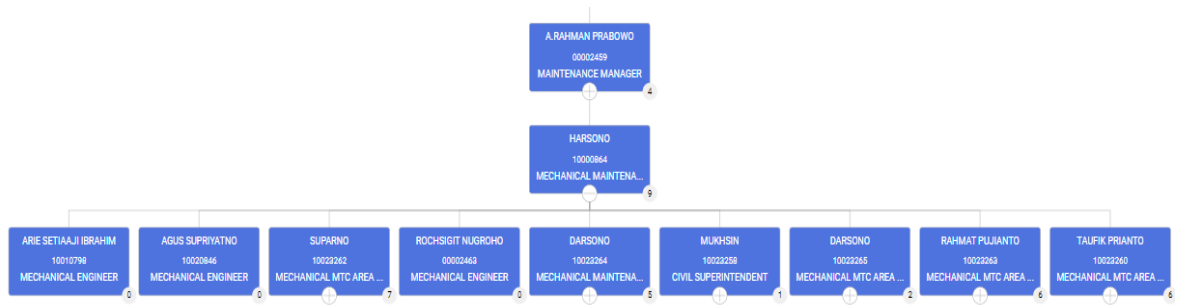 A.RAHMAN PRABOWO
00002459
MAINTENANCE MANAGER
4
HARSONO
10000864
MECHANICAL MAINTENA...
9
ARIE SETIAAJI IBRAHIM
10010798
MECHANICAL ENGINEER
0
AGUS SUPRIYATNO
10020846
MECHANICAL ENGINEER
0
SUPARNO
10023262
MECHANICAL MTC AREA ...
7
ROCHSIGIT NUGROHO
00002463
MECHANICAL ENGINEER
0
DARSONO
10023264
MECHANICAL MAINTENA...
5
MUKHSIN
10023258
CIVIL SUPERINTENDENT
1
DARSONO
10023265
MECHANICAL MTC AREA ...
2
RAHMAT PUJIANTO
10023263
MECHANICAL MTC AREA ...
6
TAUFIK PRIANTO
10023260
MECHANICAL MTC AREA ...
6